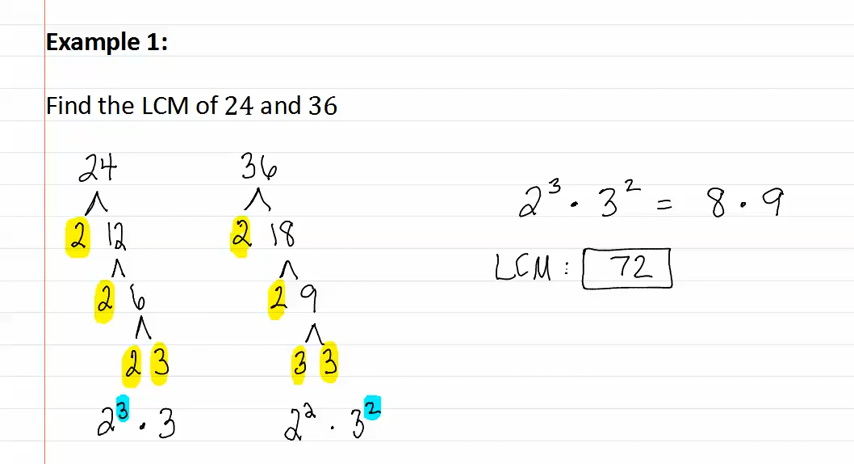 Example 1:
Find the LCM of 24 and 36
24 36
2 12 2 18
2 6 2 9
2 3 3 3
2³ · 3 2² · 3²
2³ · 3² = 8 · 9
LCM : 72